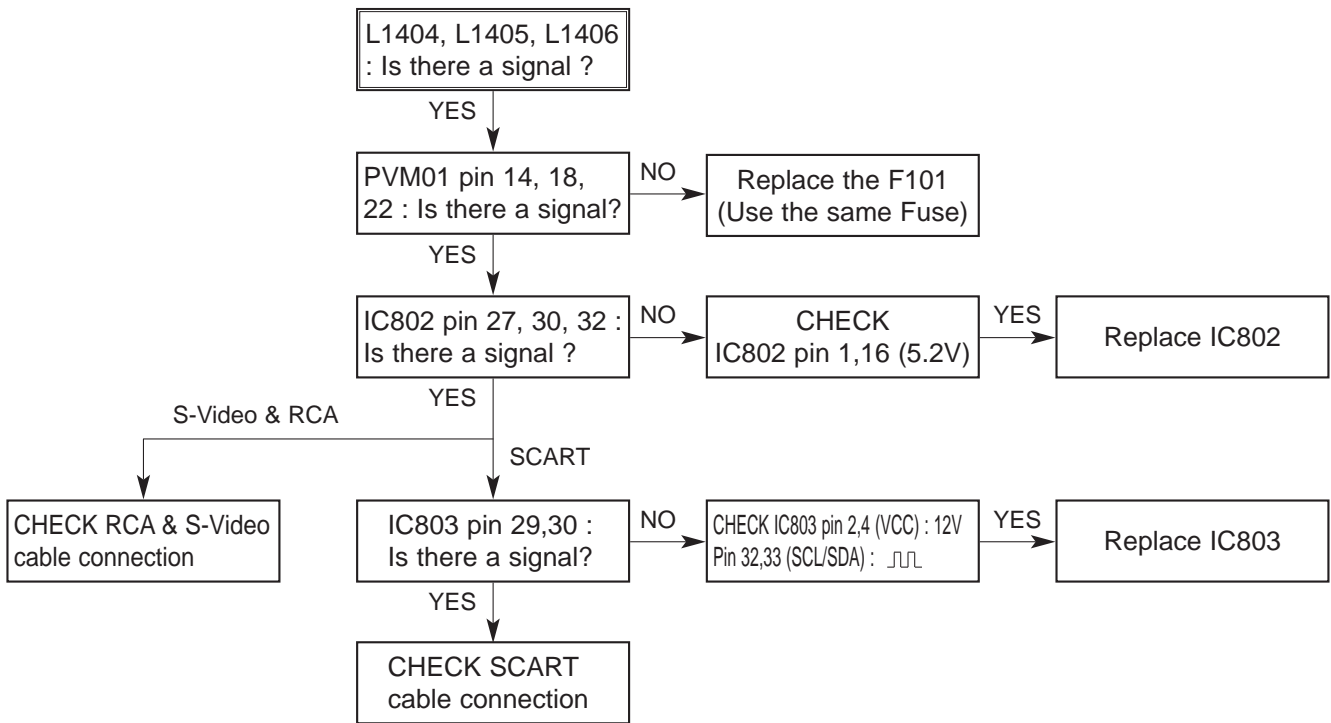 L1404, L1405, L1406
: Is there a signal ?
YES
PVM01 pin 14, 18,
22 : Is there a signal?
NO
Replace the F101
(Use the same Fuse)
YES
IC802 pin 27, 30, 32 :
Is there a signal ?
NO
CHECK
IC802 pin 1,16 (5.2V)
YES
Replace IC802
YES
S-Video & RCA
SCART
CHECK RCA & S-Video
cable connection
IC803 pin 29,30 :
Is there a signal?
NO
CHECK IC803 pin 2,4 (VCC) : 12V
Pin 32,33 (SCL/SDA) :
YES
Replace IC803
YES
CHECK SCART
cable connection